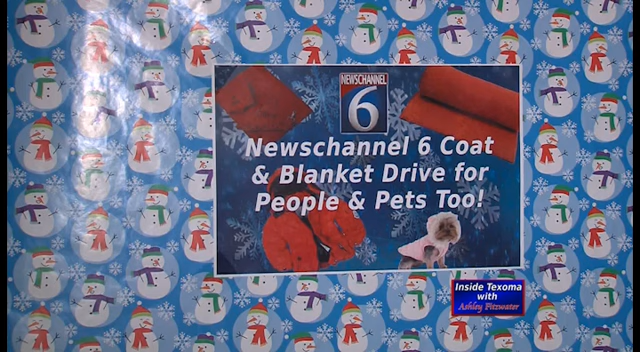 NEWSCHANNEL
6
Newschannel 6 Coat
& Blanket Drive for
People & Pets Too!
Inside Texoma
with
Ashley Fitzwater